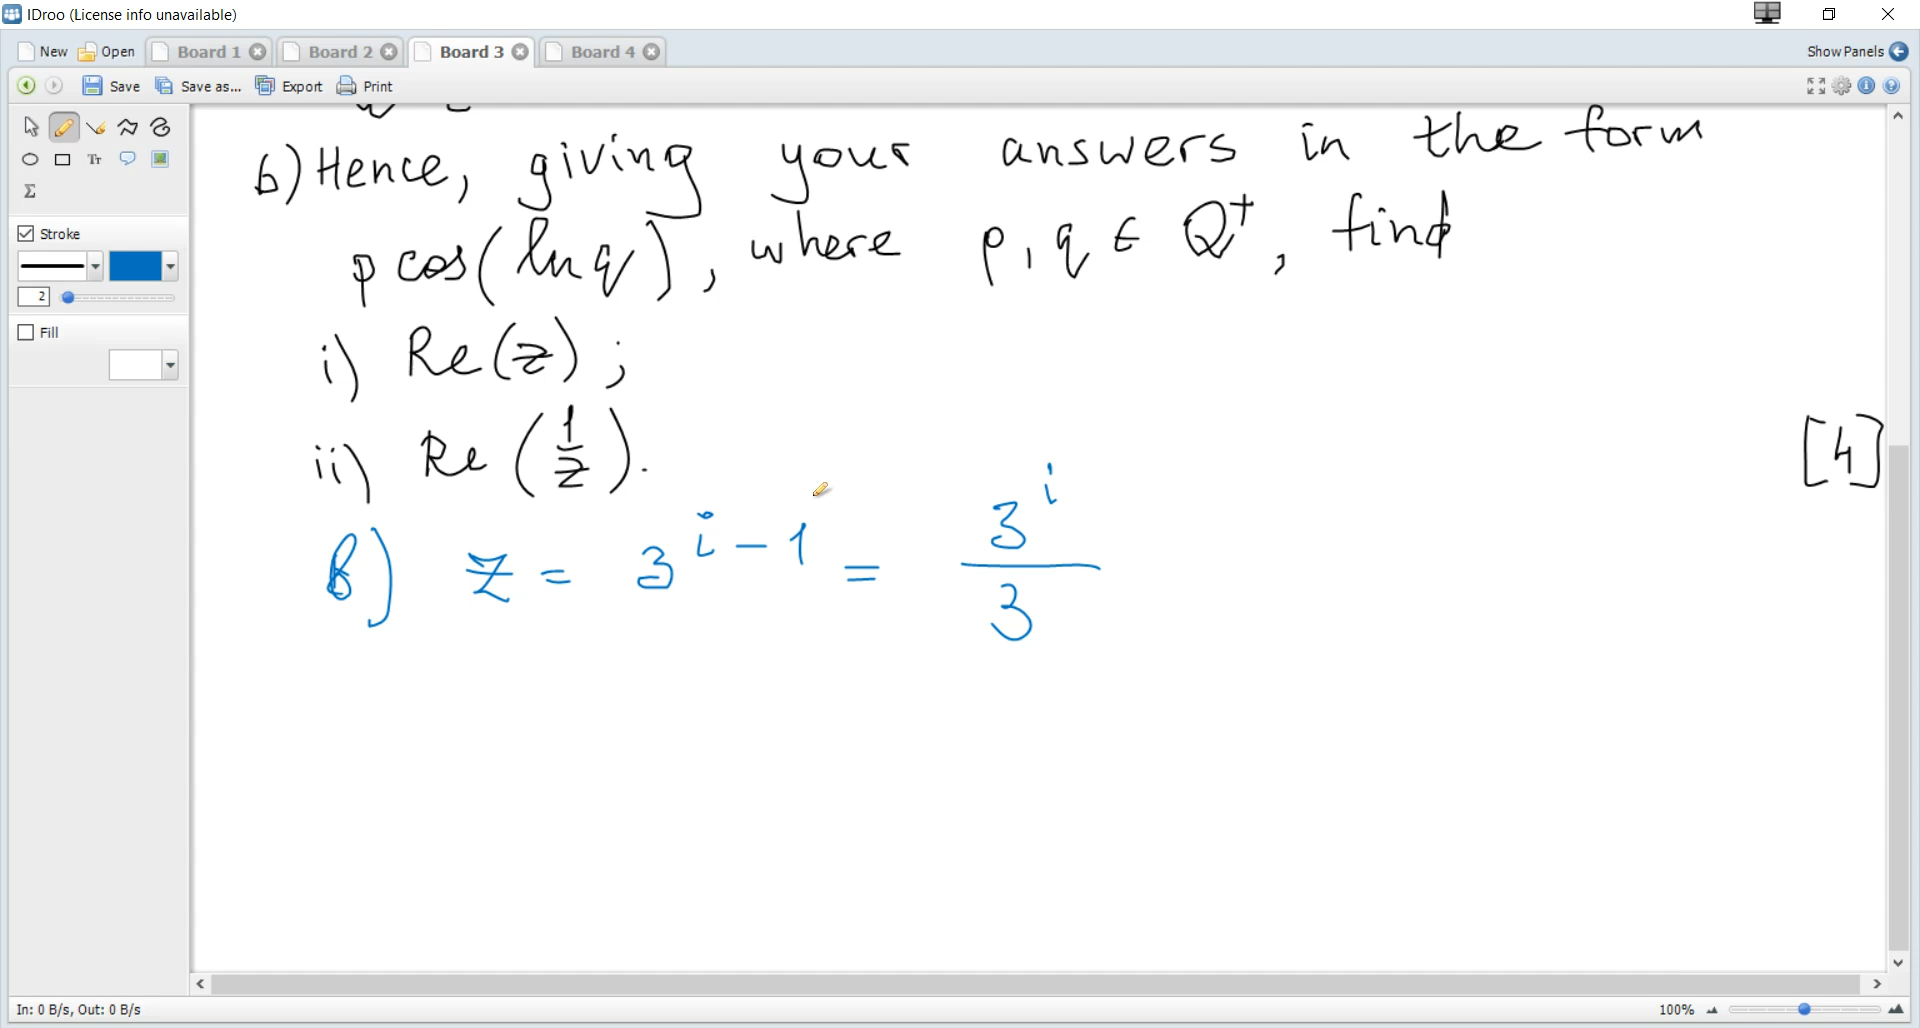 IDroo (License info unavailable)
New Open Board 1 Board 2 Board 3 Board 4 Show Panels
Save Save as... Export Print
Stroke
2
Fill
b) Hence, giving your answers in the form
p cos(ln q), where p, q ∈ Q⁺, find
i) Re(z);
ii) Re(1/z).
[4]
b) z = 3^(i-1) = 3^i/3
In: 0 B/s, Out: 0 B/s 100%